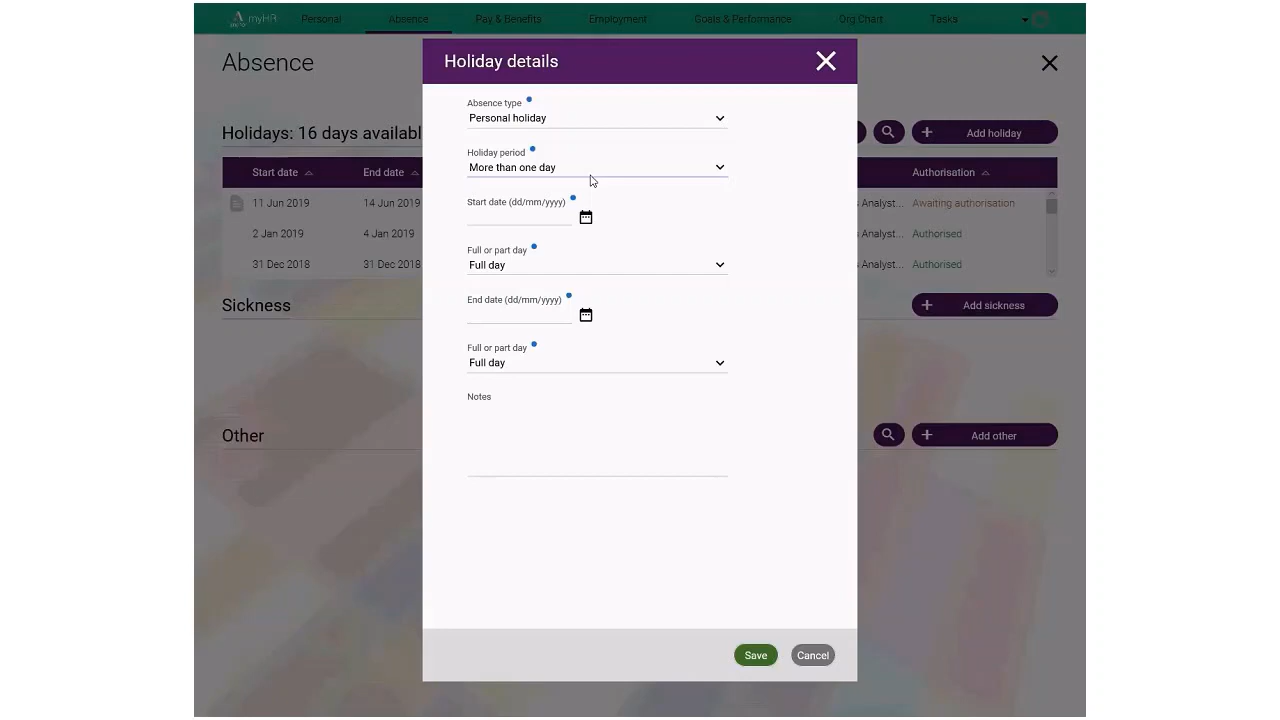 myHR Personal Absence Pay & Benefits Employment Goals & Performance Org Chart Tasks
Absence
Holiday details
Absence type
Personal holiday
Holiday period
More than one day
Start date (dd/mm/yyyy)
Full or part day
Full day
End date (dd/mm/yyyy)
Full or part day
Full day
Notes
Save Cancel
Holidays: 16 days availabl
Add holiday
Start date End date Authorisation
11 Jun 2019 14 Jun 2019 s Analyst... Awaiting authorisation
2 Jan 2019 4 Jan 2019 s Analyst... Authorised
31 Dec 2018 31 Dec 2018 s Analyst... Authorised
Sickness
Add sickness
Other
Add other